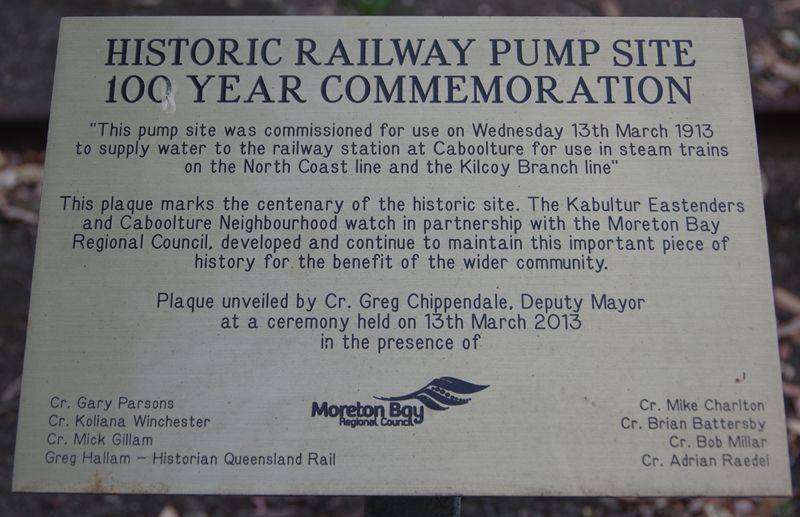 HISTORIC RAILWAY PUMP SITE
100 YEAR COMMEMORATION
"This pump site was commissioned for use on Wednesday 13th March 1913
to supply water to the railway station at Caboolture for use in steam trains
on the North Coast line and the Kilcoy Branch line"
This plaque marks the centenary of the historic site. The Kabultur Eastenders
and Caboolture Neighbourhood watch in partnership with the Moreton Bay
Regional Council, developed and continue to maintain this important piece of
history for the benefit of the wider community.
Plaque unveiled by Cr. Greg Chippendale, Deputy Mayor
at a ceremony held on 13th March 2013
in the presence of
Cr. Gary Parsons
Cr. Koliana Winchester
Cr. Mick Gillam
Greg Hallam – Historian Queensland Rail
Moreton Bay
Regional Council
Cr. Mike Charlton
Cr. Brian Battersby
Cr. Bob Millar
Cr. Adrian Raedel